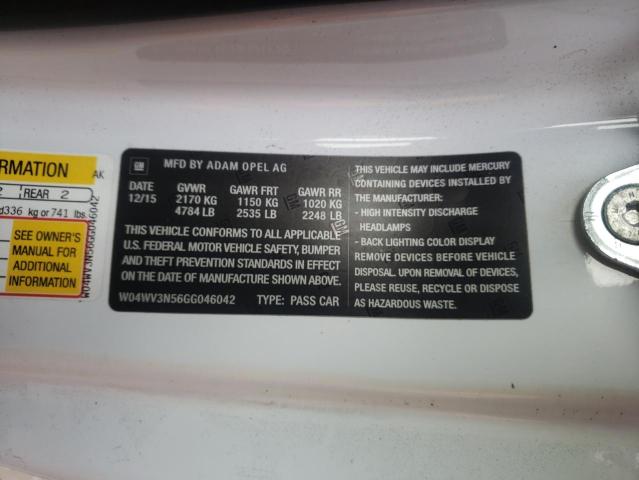 RMATION
AK
2 REAR 2
d 336 kg or 741 lbs.
SEE OWNER'S
MANUAL FOR
ADDITIONAL
INFORMATION
W04WV3N56GG046042
GM
MFD BY ADAM OPEL AG
DATE GVWR GAWR FRT GAWR RR
12/15 2170 KG 1150 KG 1020 KG
4784 LB 2535 LB 2248 LB
THIS VEHICLE CONFORMS TO ALL APPLICABLE
U.S. FEDERAL MOTOR VEHICLE SAFETY, BUMPER
AND THEFT PREVENTION STANDARDS IN EFFECT
ON THE DATE OF MANUFACTURE SHOWN ABOVE.
W04WV3N56GG046042 TYPE: PASS CAR
THIS VEHICLE MAY INCLUDE MERCURY
CONTAINING DEVICES INSTALLED BY
THE MANUFACTURER:
- HIGH INTENSITY DISCHARGE
HEADLAMPS
- BACK LIGHTING COLOR DISPLAY
REMOVE DEVICES BEFORE VEHICLE
DISPOSAL. UPON REMOVAL OF DEVICES,
PLEASE REUSE, RECYCLE OR DISPOSE
AS HAZARDOUS WASTE.